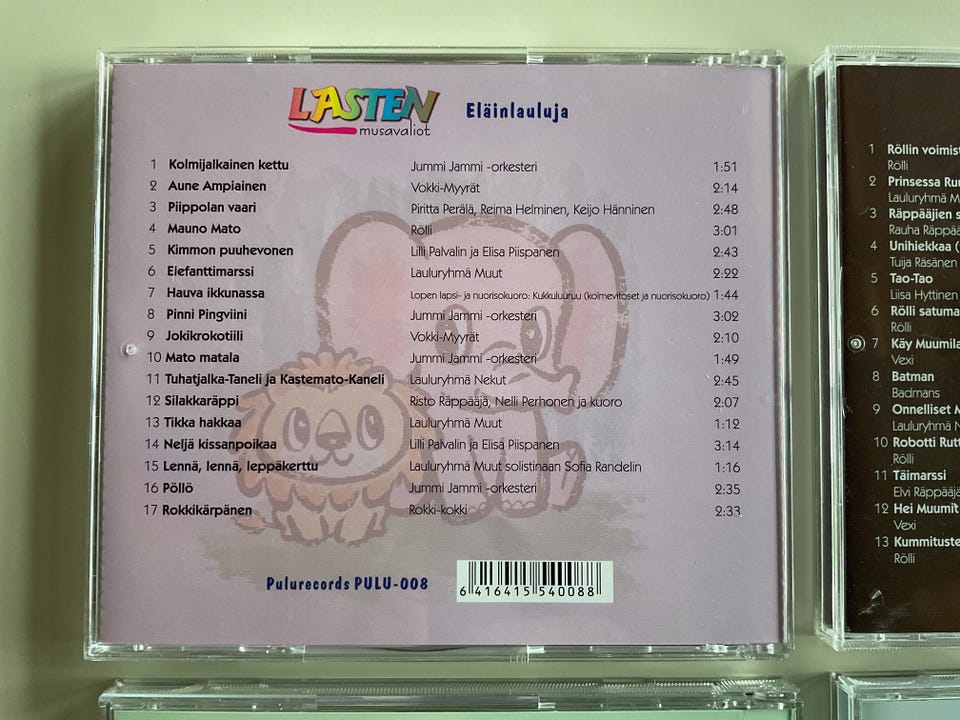 LASTEN
musavaliot
Eläinlauluja
1 Kolmijalkainen kettu Jummi Jammi -orkesteri 1:51
2 Aune Ampiainen Vokki-Myyrät 2:14
3 Piippolan vaari Piritta Perälä, Reima Helminen, Keijo Hänninen 2:48
4 Mauno Mato Rölli 3:01
5 Kimmon puuhevonen Lilli Palvalin ja Elisa Piispanen 2:43
6 Elefanttimarssi Lauluryhmä Muut 2:22
7 Hauva ikkunassa Lopen lapsi- ja nuorisokuoro: Kukkuluuruu (kolmevitoset ja nuorisokuoro) 1:44
8 Pinni Pingviini Jummi Jammi -orkesteri 3:02
9 Jokikrokotiili Vokki-Myyrät 2:10
10 Mato matala Jummi Jammi -orkesteri 1:49
11 Tuhatjalka-Taneli ja Kastemato-Kaneli Lauluryhmä Nekut 2:45
12 Silakkaräppi Risto Räppääjä, Nelli Perhonen ja kuoro 2:07
13 Tikka hakkaa Lauluryhmä Muut 1:12
14 Neljä kissanpoikaa Lilli Palvalin ja Elisa Piispanen 3:14
15 Lennä, lennä, leppäkerttu Lauluryhmä Muut solistinaan Sofia Randelin 1:16
16 Pöllö Jummi Jammi -orkesteri 2:35
17 Rokkikärpänen Rokki-kokki 2:33
Pulurecords PULU-008
6 416415 540088
1 Röllin voimist
Rölli
2 Prinsessa Ru
Lauluryhmä M
3 Räppääjien s
Rauha Räppää
4 Unihiekkaa (
Tuija Räsänen
5 Tao-Tao
Liisa Hyttinen
6 Rölli satuma
Rölli
7 Käy Muumila
Vexi
8 Batman
Badmans
9 Onnelliset M
Lauluryhmä N
10 Robotti Rutt
Rölli
11 Täimarssi
Elvi Räppääjä
12 Hei Muumit
Vexi
13 Kummituste
Rölli